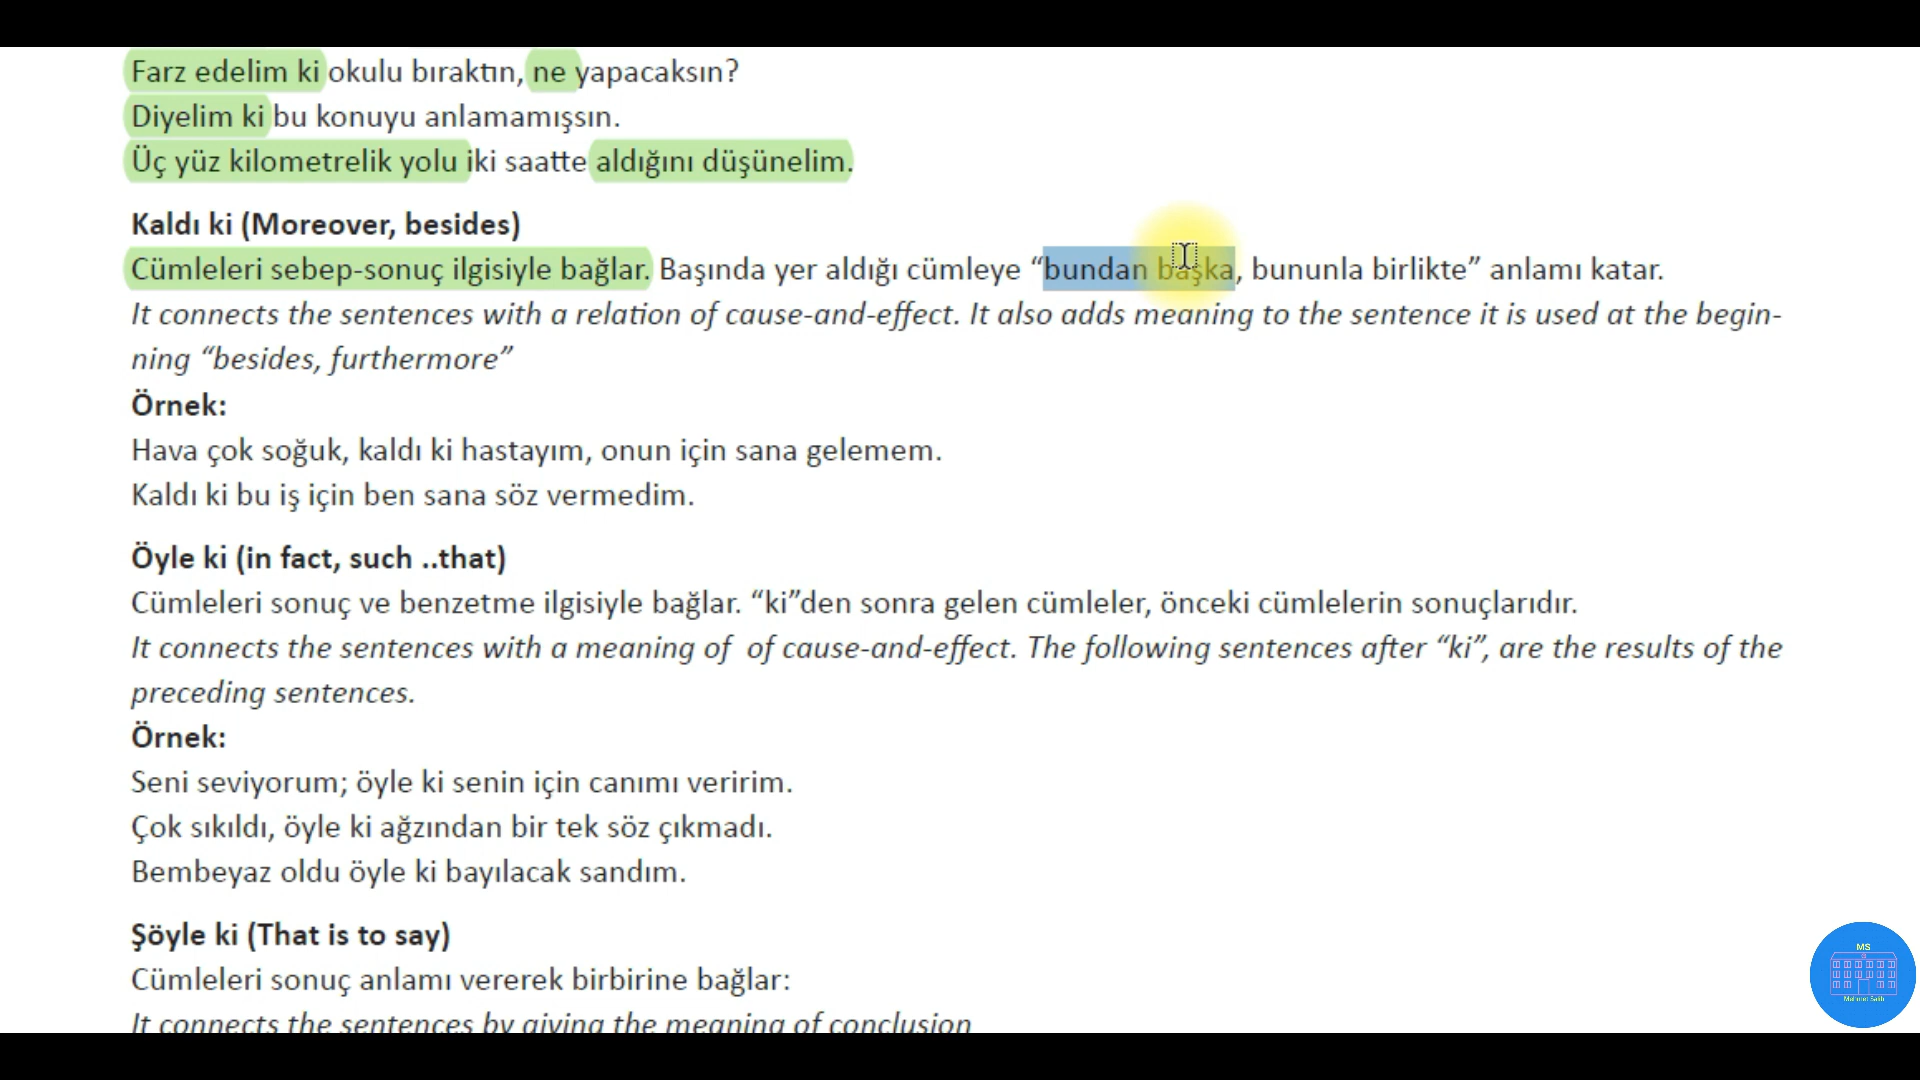 Farz edelim ki okulu bıraktın, ne yapacaksın?
Diyelim ki bu konuyu anlamamışsın.
Üç yüz kilometrelik yolu iki saatte aldığını düşünelim.
Kaldı ki (Moreover, besides)
Cümleleri sebep-sonuç ilgisiyle bağlar. Başında yer aldığı cümleye “bundan başka, bununla birlikte” anlamı katar.
It connects the sentences with a relation of cause-and-effect. It also adds meaning to the sentence it is used at the begin-
ning “besides, furthermore”
Örnek:
Hava çok soğuk, kaldı ki hastayım, onun için sana gelemem.
Kaldı ki bu iş için ben sana söz vermedim.
Öyle ki (in fact, such ..that)
Cümleleri sonuç ve benzetme ilgisiyle bağlar. “ki”den sonra gelen cümleler, önceki cümlelerin sonuçlarıdır.
It connects the sentences with a meaning of  of cause-and-effect. The following sentences after “ki”, are the results of the
preceding sentences.
Örnek:
Seni seviyorum; öyle ki senin için canımı veririm.
Çok sıkıldı, öyle ki ağzından bir tek söz çıkmadı.
Bembeyaz oldu öyle ki bayılacak sandım.
Şöyle ki (That is to say)
Cümleleri sonuç anlamı vererek birbirine bağlar:
It connects the sentences by giving the meaning of conclusion
MS
Mehmet Salih